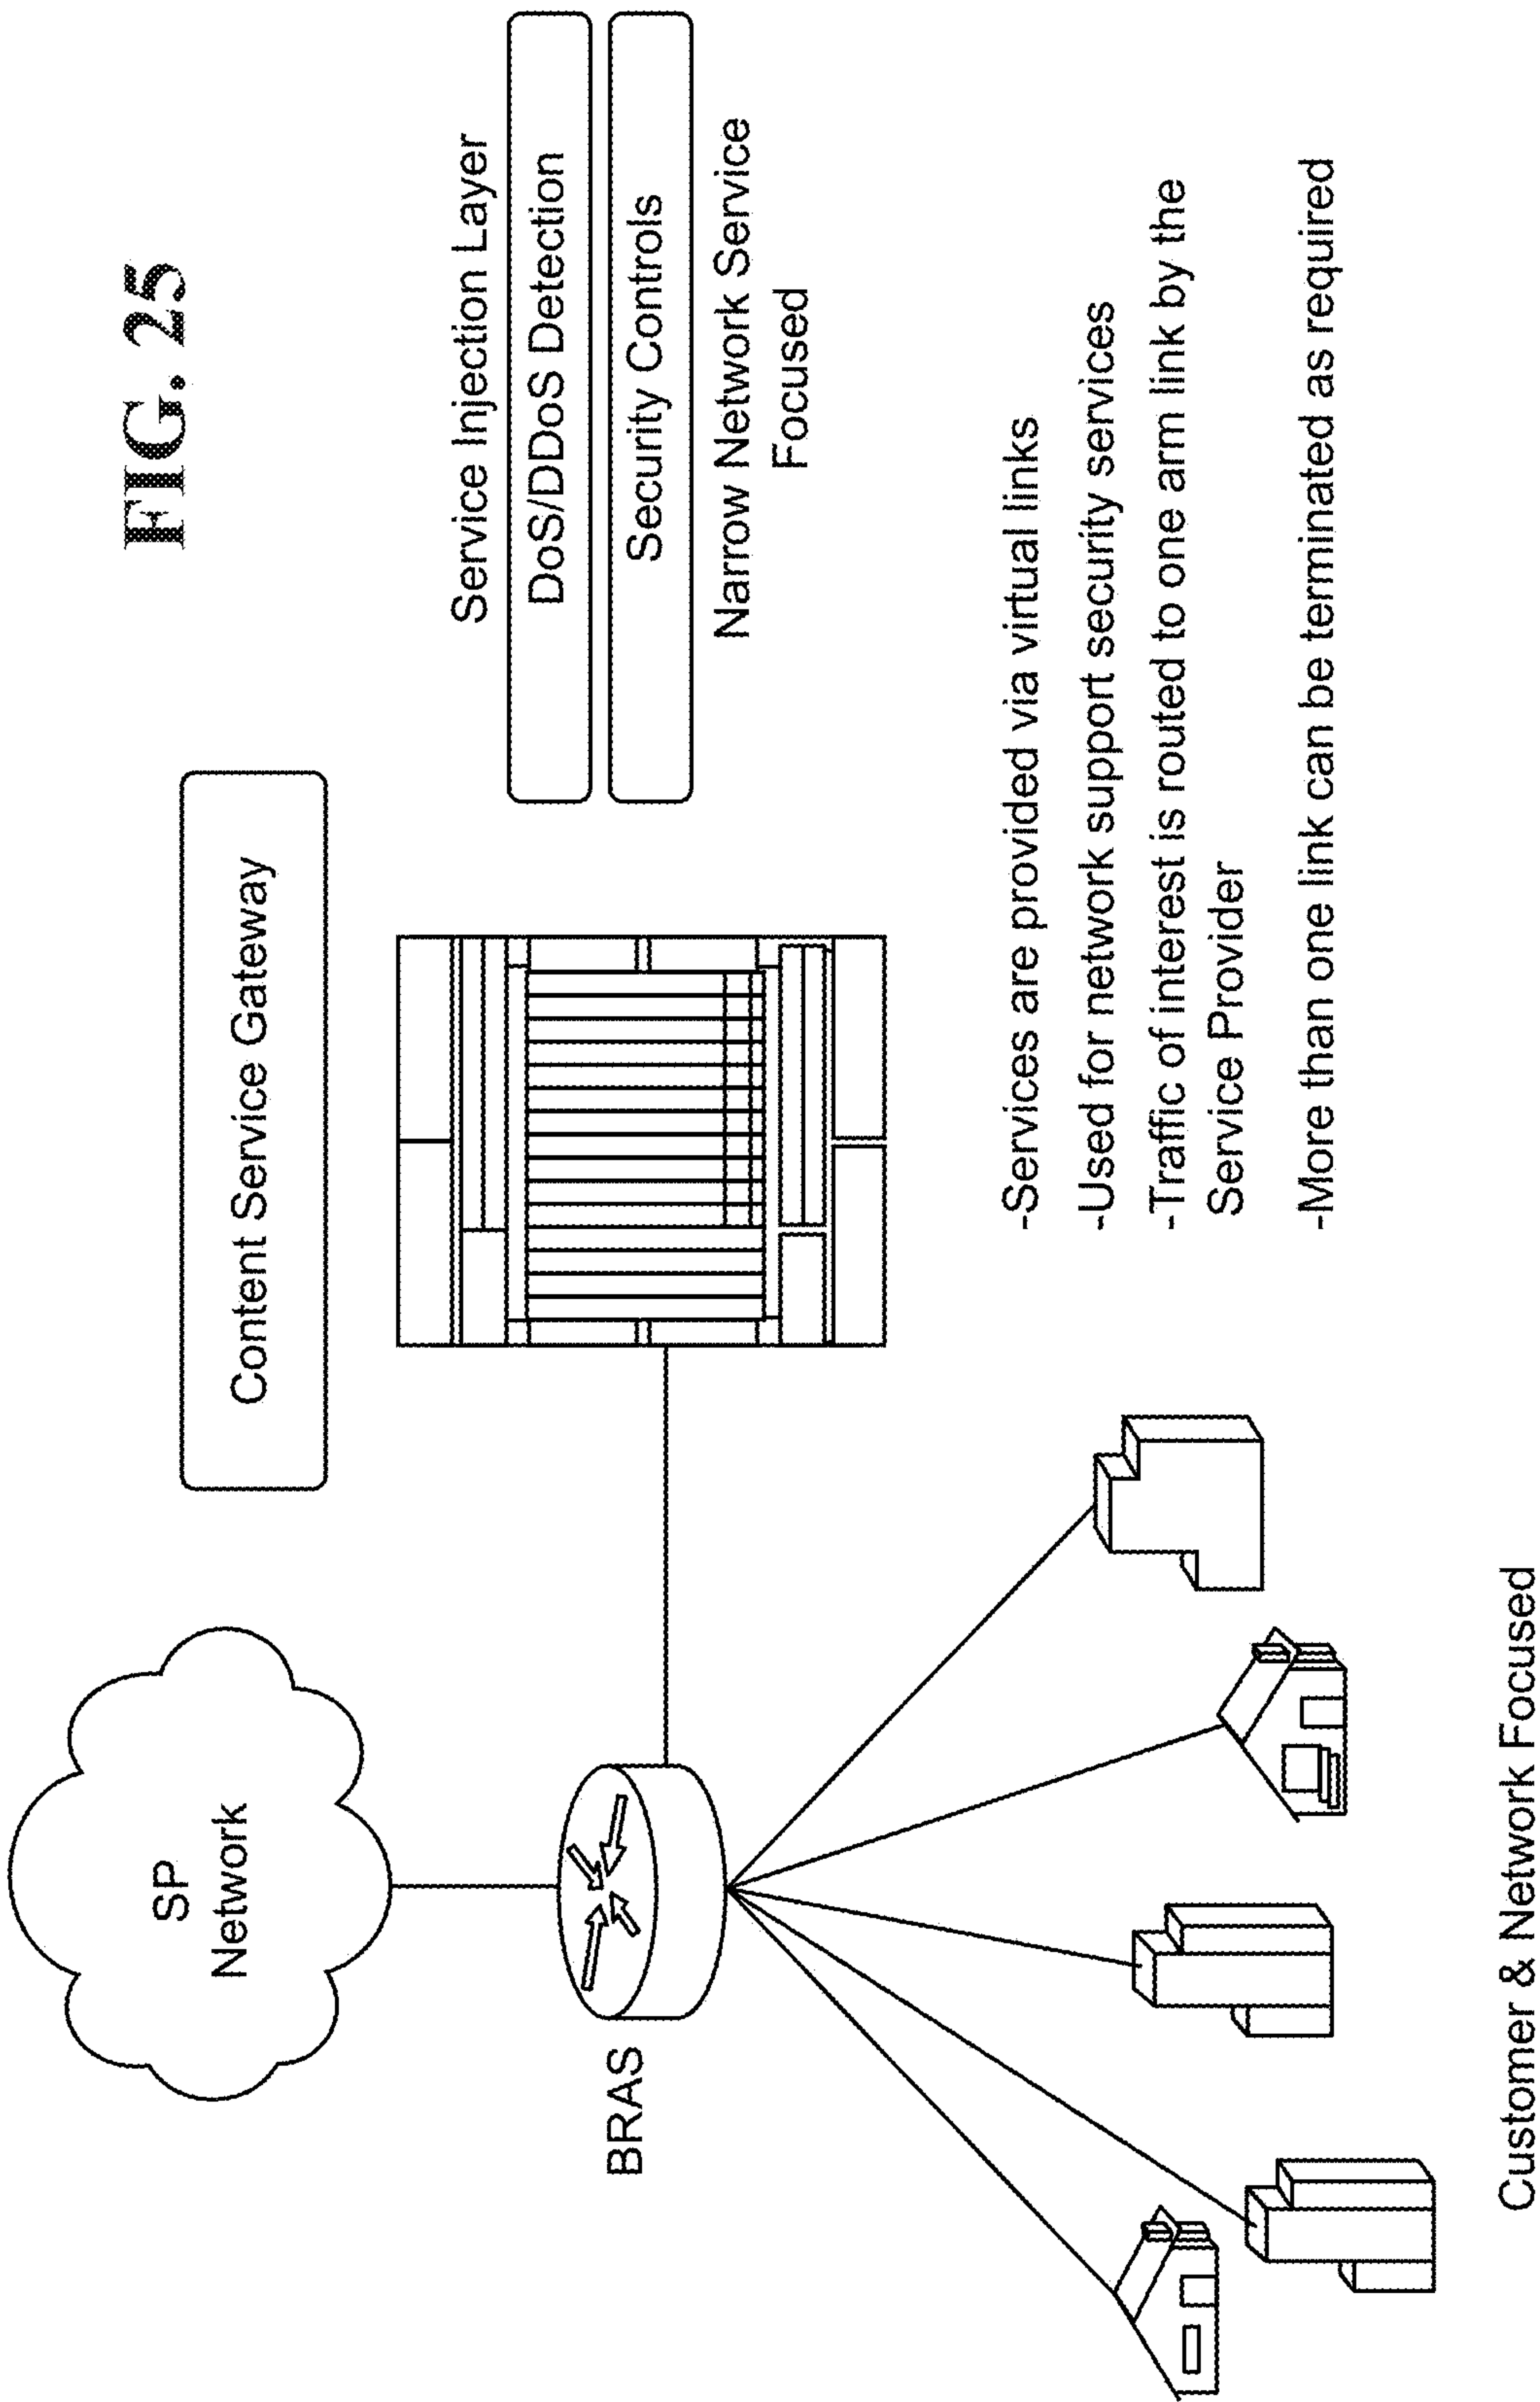 FIG. 25
SP
Network
Content Service Gateway
Service Injection Layer
DoS/DDoS Detection
Security Controls
Narrow Network Service
Focused
BRAS
-Services are provided via virtual links
-Used for network support security services
-Traffic of interest is routed to one arm link by the
Service Provider
-More than one link can be terminated as required
Customer & Network Focused